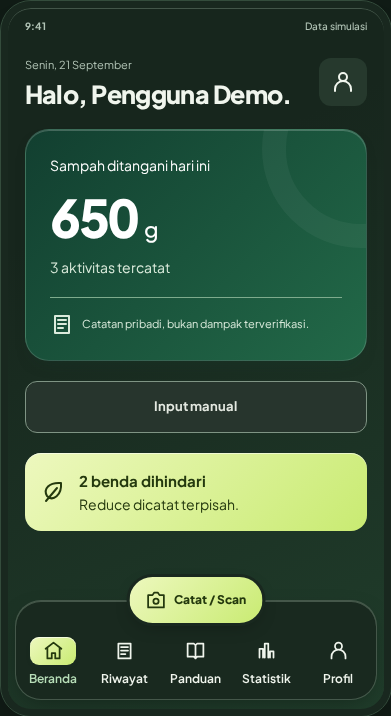 9:41
Data simulasi
Senin, 21 September
Halo, Pengguna Demo.
Sampah ditangani hari ini
650 g
3 aktivitas tercatat
Catatan pribadi, bukan dampak terverifikasi.
Input manual
2 benda dihindari
Reduce dicatat terpisah.
Catat / Scan
Beranda
Riwayat
Panduan
Statistik
Profil